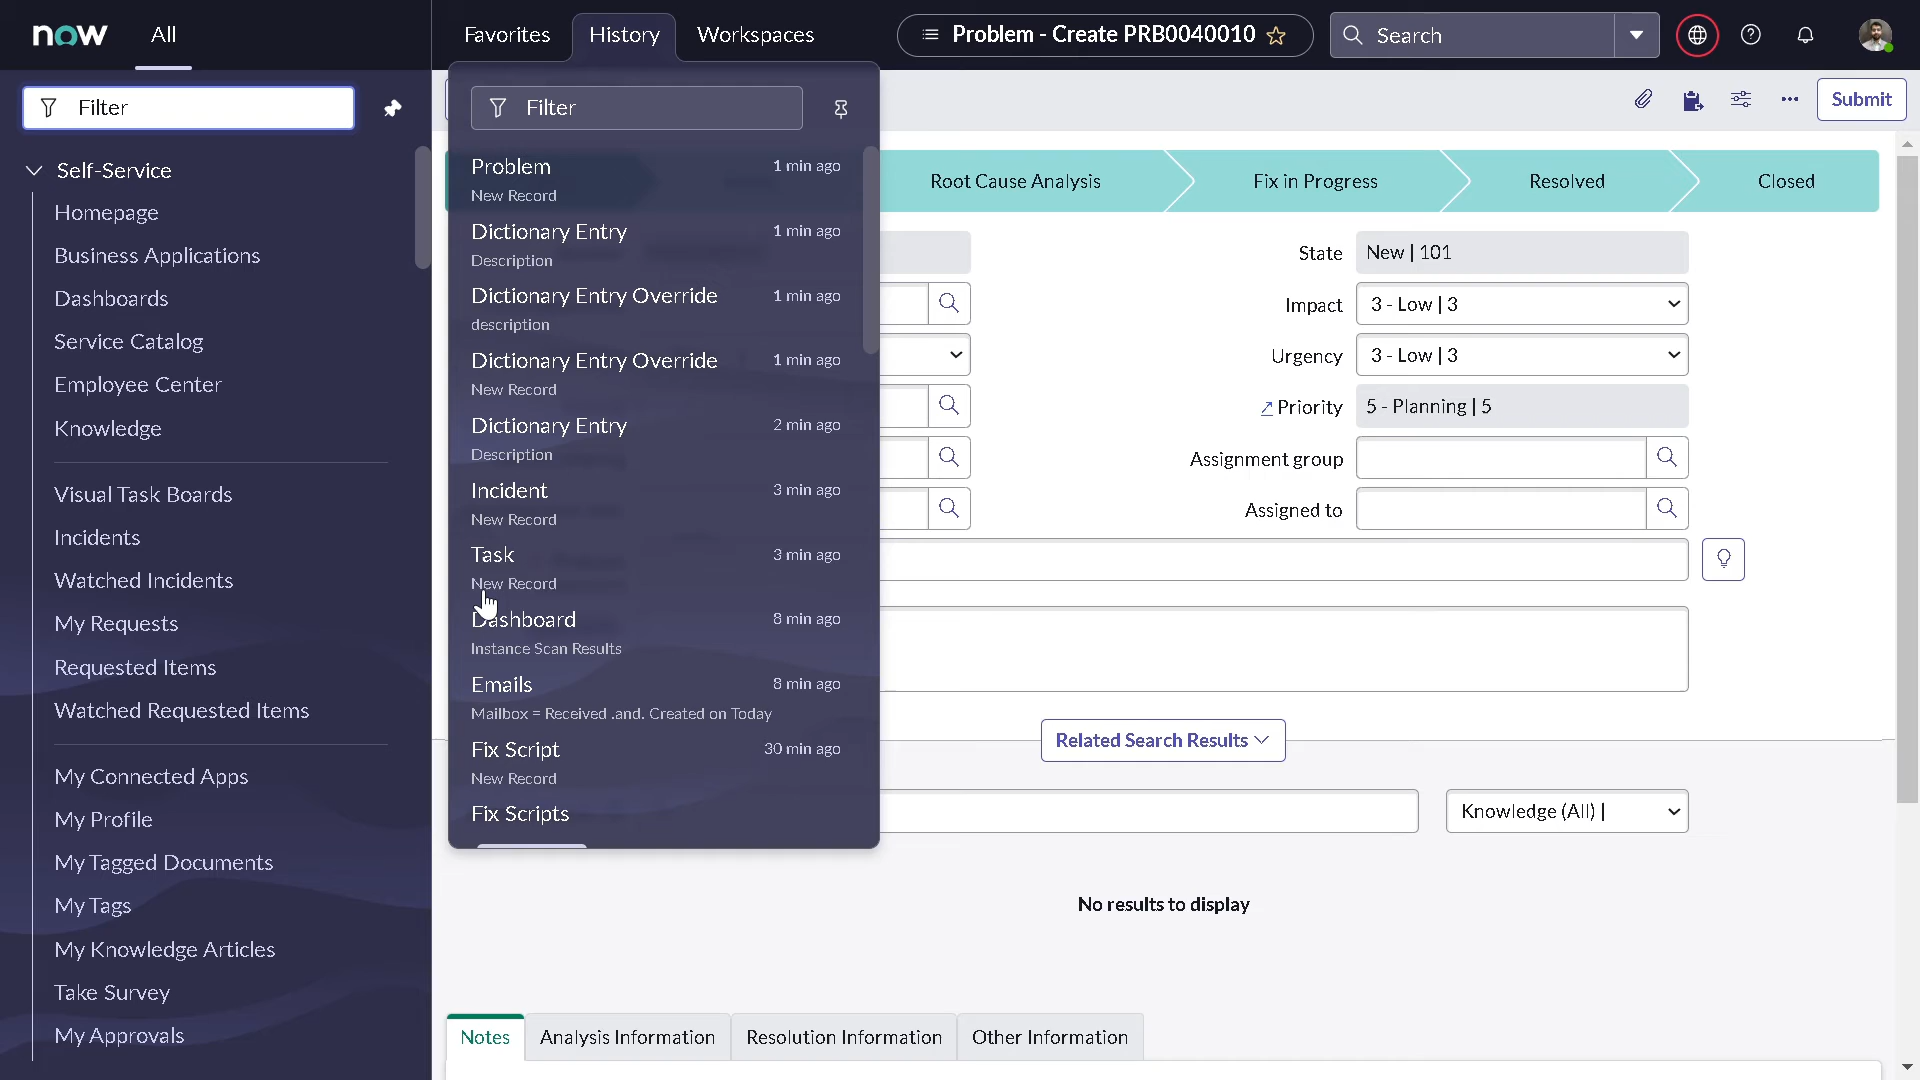 now
All
Favorites
History
Workspaces
Problem - Create PRB0040010
Search
Filter
Self-Service
Homepage
Business Applications
Dashboards
Service Catalog
Employee Center
Knowledge
Visual Task Boards
Incidents
Watched Incidents
My Requests
Requested Items
Watched Requested Items
My Connected Apps
My Profile
My Tagged Documents
My Tags
My Knowledge Articles
Take Survey
My Approvals
Filter
Problem 1 min ago
New Record
Dictionary Entry 1 min ago
Description
Dictionary Entry Override 1 min ago
description
Dictionary Entry Override 1 min ago
New Record
Dictionary Entry 2 min ago
Description
Incident 3 min ago
New Record
Task 3 min ago
New Record
Dashboard 8 min ago
Instance Scan Results
Emails 8 min ago
Mailbox = Received .and. Created on Today
Fix Script 30 min ago
New Record
Fix Scripts
Submit
Root Cause Analysis
Fix in Progress
Resolved
Closed
State New | 101
Impact 3 - Low | 3
Urgency 3 - Low | 3
Priority 5 - Planning | 5
Assignment group
Assigned to
Related Search Results
Knowledge (All) |
No results to display
Notes
Analysis Information
Resolution Information
Other Information